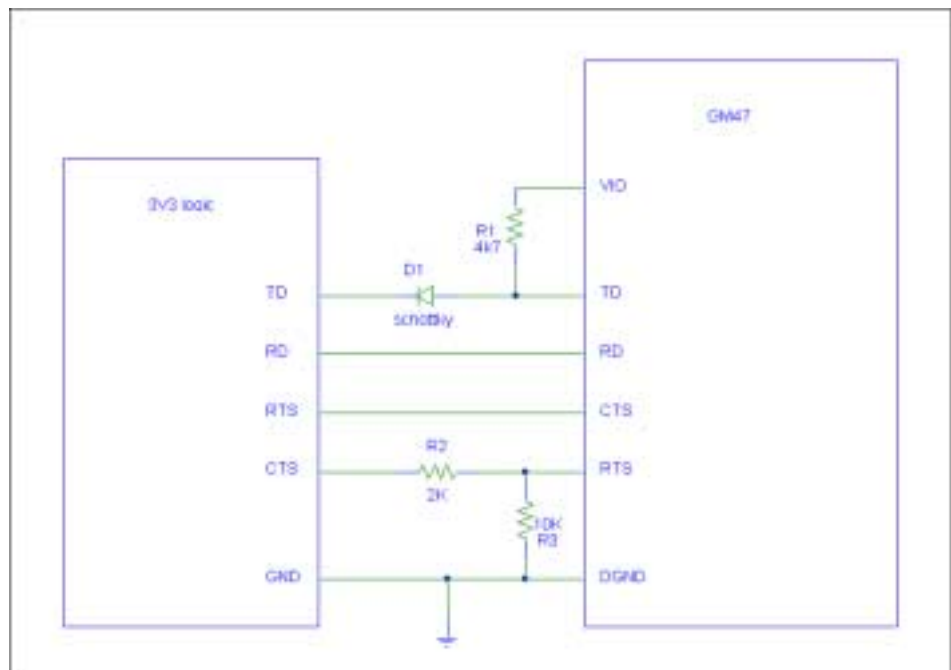 GM47
3V3 logic
VIO
R1
4k7
D1
schottky
TD
TD
RD
RD
RTS
CTS
R2
2K
CTS
RTS
10K
R3
GND
DGND